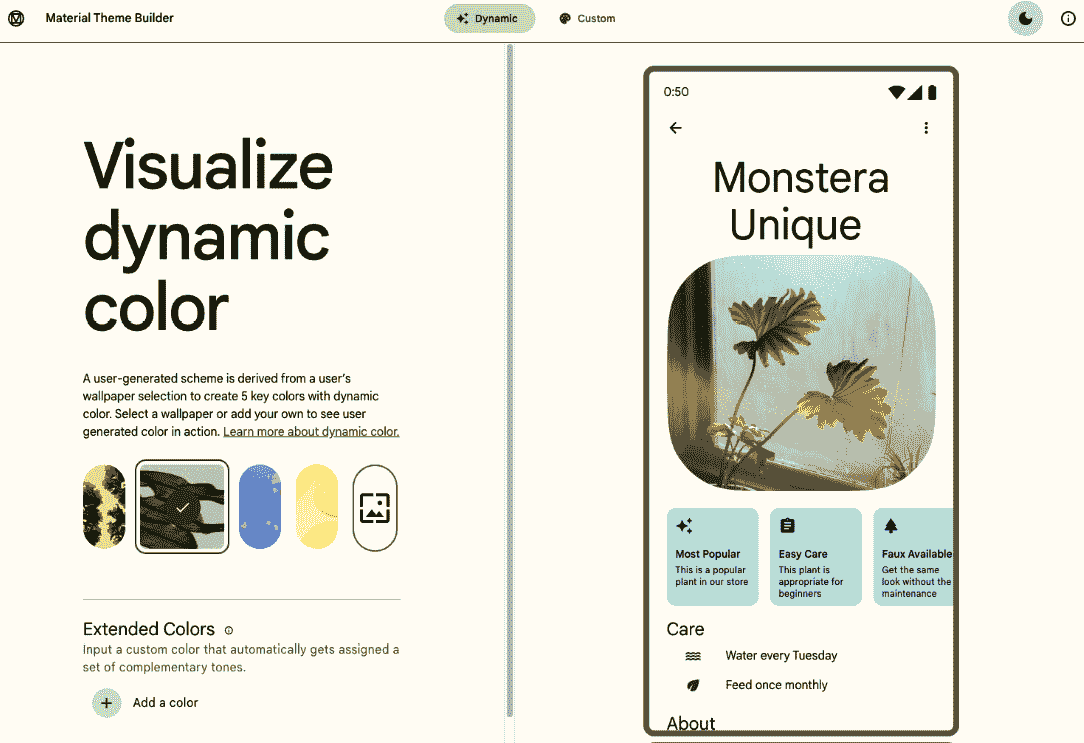 Material Theme Builder
Dynamic
Custom
Visualize
dynamic
color
A user-generated scheme is derived from a user's
wallpaper selection to create 5 key colors with dynamic
color. Select a wallpaper or add your own to see user
generated color in action. Learn more about dynamic color.
Extended Colors
Input a custom color that automatically gets assigned a
set of complementary tones.
Add a color
0:50
Monstera
Unique
Most Popular
This is a popular
plant in our store
Easy Care
This plant is
appropriate for
beginners
Faux Available
Get the same
look without the
maintenance
Care
Water every Tuesday
Feed once monthly
About